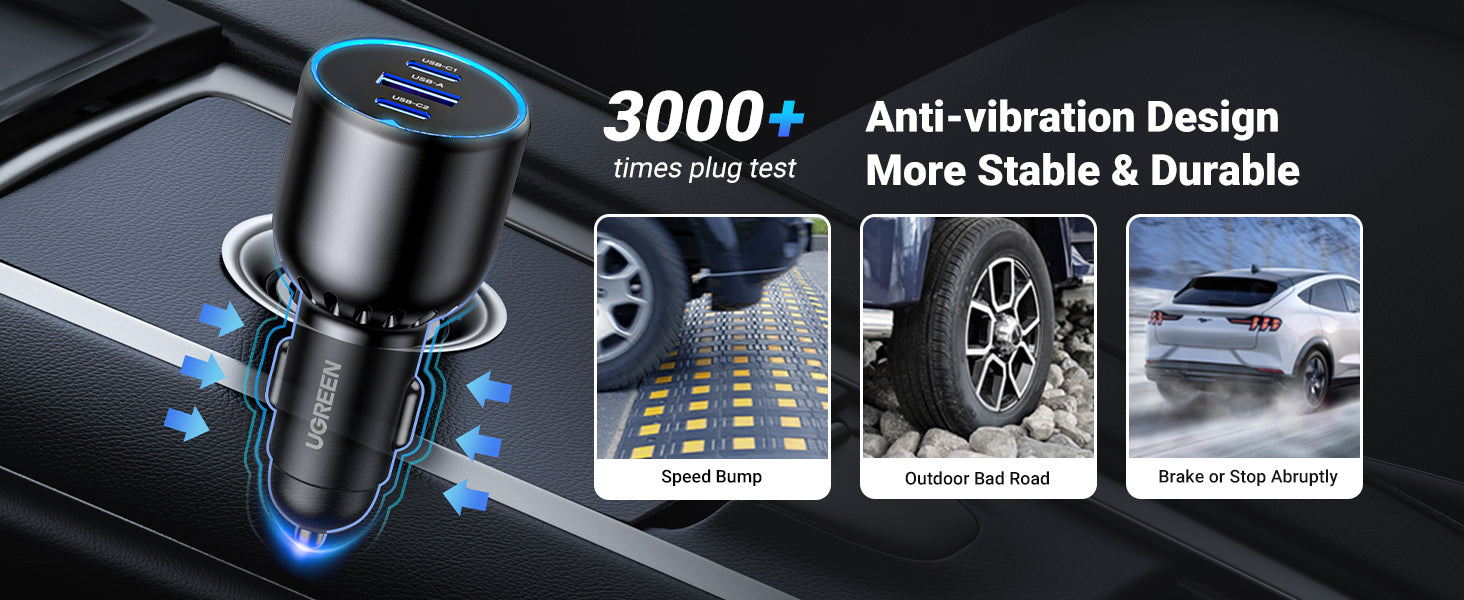 USB-C1
USB-A
USB-C2
UGREEN
3000+
times plug test
Anti-vibration Design
More Stable & Durable
Speed Bump
Outdoor Bad Road
Brake or Stop Abruptly